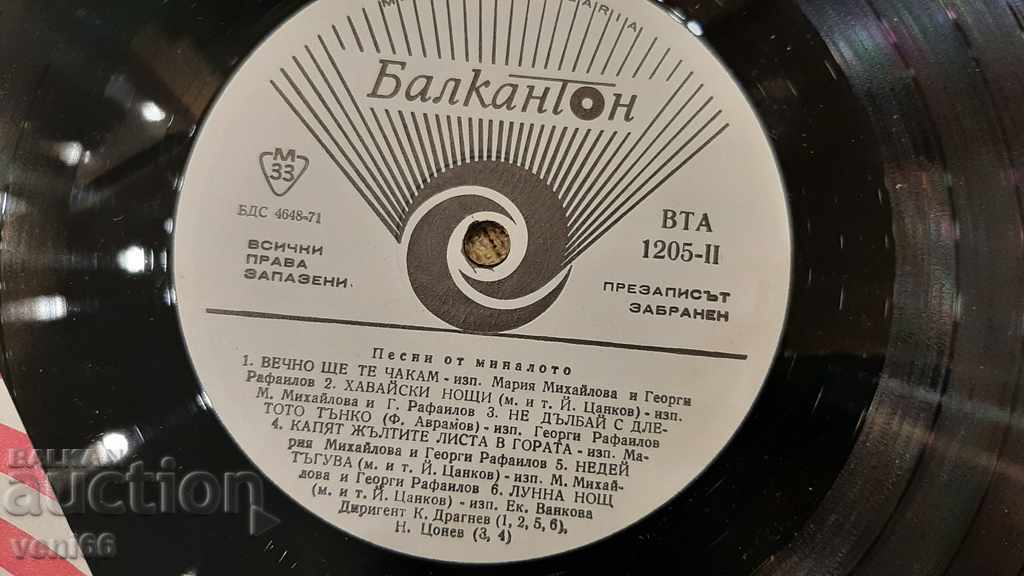 Балкантон
М
33
БДС 4648-71
ВСИЧКИ
ПРАВА
ЗАПАЗЕНИ.
ВТА
1205-II
ПРЕЗАПИСЪТ
ЗАБРАНЕН
Песни от миналото
1. ВЕЧНО ЩЕ ТЕ ЧАКАМ - изп. Мария Михайлова и Георги
Рафаилов 2. ХАВАЙСКИ НОЩИ (м. и т. Й. Цанков) - изп.
М. Михайлова и Г. Рафаилов 3. НЕ ДЪЛБАЙ С ДЛЕ-
ТОТО ТЪНКО (Ф. Аврамов) - изп. Георги Рафаилов
4. КАПЯТ ЖЪЛТИТЕ ЛИСТА В ГОРАТА - изп. Ма-
рия Михайлова и Георги Рафаилов 5. НЕДЕЙ
ТЪГУВА (м. и т. Й. Цанков) - изп. М. Михай-
лова и Георги Рафаилов 6. ЛУННА НОЩ
(м. и т. Й. Цанков) - изп. Ек. Ванкова
Диригент К. Драгнев (1, 2, 5, 6),
Н. Цонев (3, 4)
BALKAN
auction
veni66